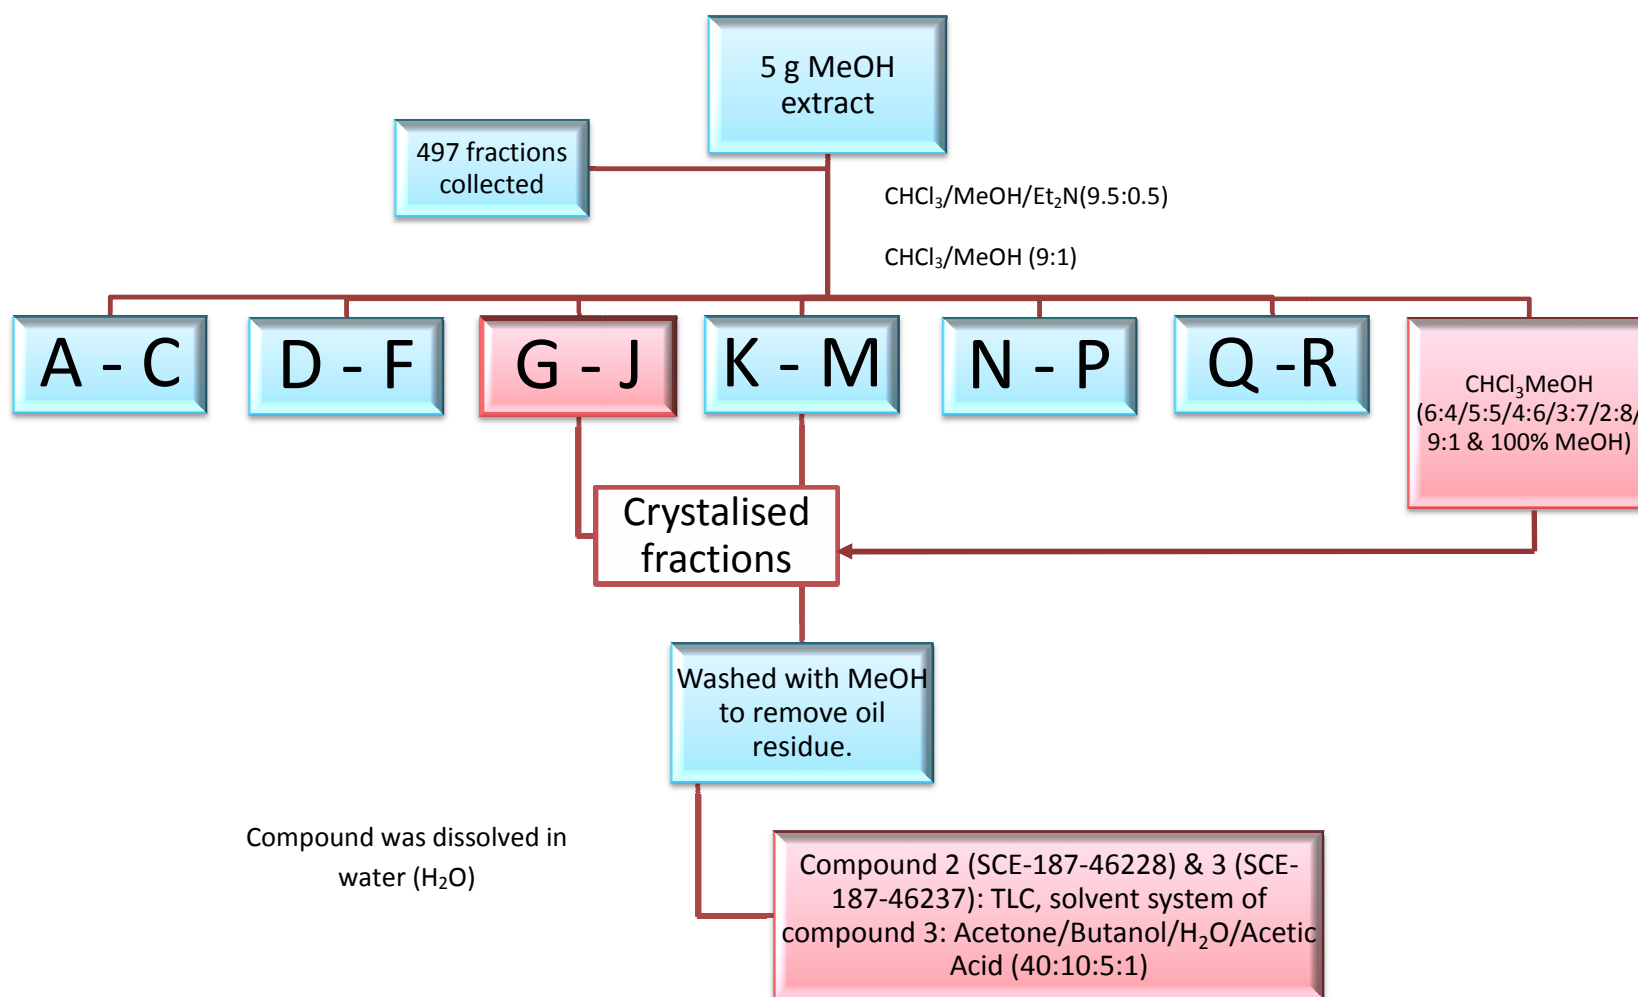 5 g MeOH
extract
497 fractions
collected
CHCl₃/MeOH/Et₂N(9.5:0.5)
CHCl₃/MeOH (9:1)
A - C
D - F
G - J
K - M
N - P
Q -R
CHCl₃MeOH
(6:4/5:5/4:6/3:7/2:8/
9:1 & 100% MeOH)
Crystalised
fractions
Washed with MeOH
to remove oil
residue.
Compound was dissolved in
water (H₂O)
Compound 2 (SCE-187-46228) & 3 (SCE-
187-46237): TLC, solvent system of
compound 3: Acetone/Butanol/H₂O/Acetic
Acid (40:10:5:1)